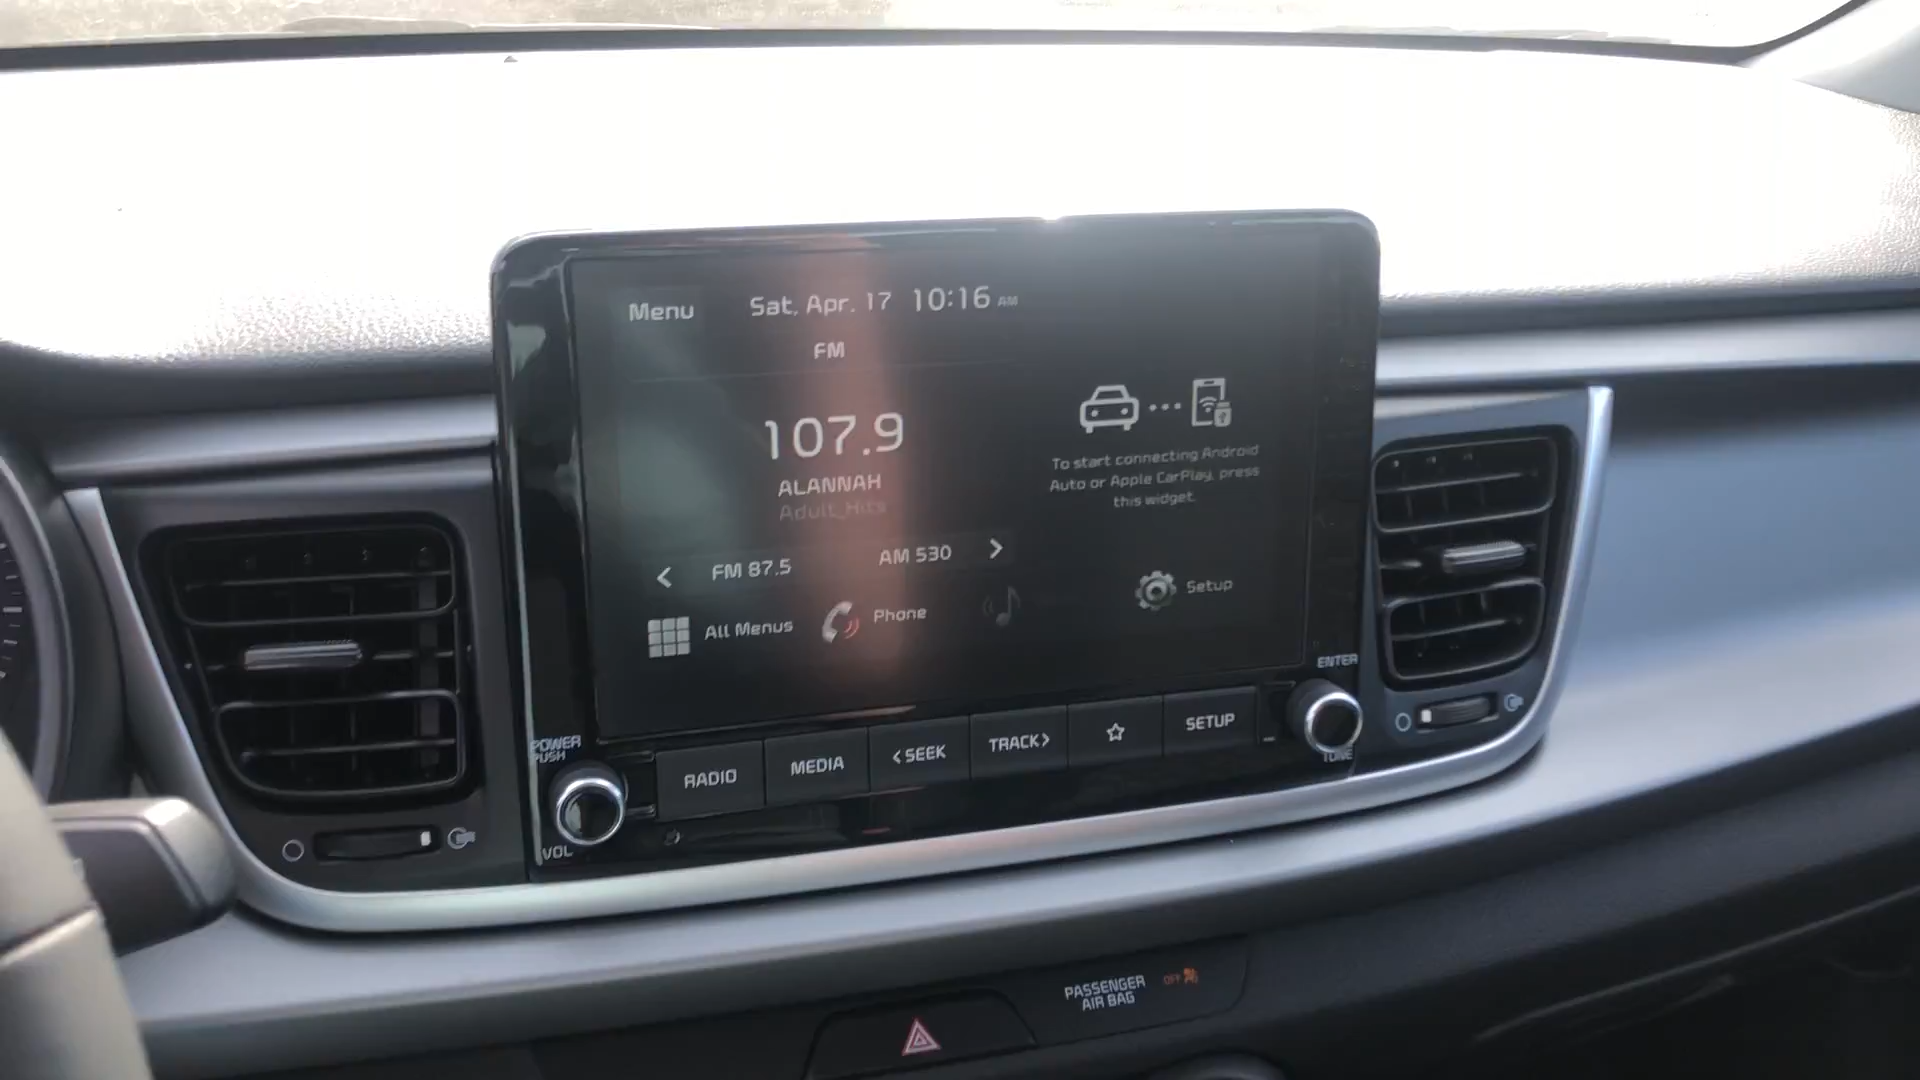 Menu
Sat, Apr. 17 10:16 AM
FM
107.9
ALANNAH
Adult_Hits
FM 87.5
AM 530
To start connecting Android
Auto or Apple CarPlay, press
this widget.
All Menus
Phone
Setup
ENTER
TUNE
POWER
PUSH
VOL
RADIO
MEDIA
<SEEK
TRACK>
SETUP
PASSENGER
AIR BAG
OFF